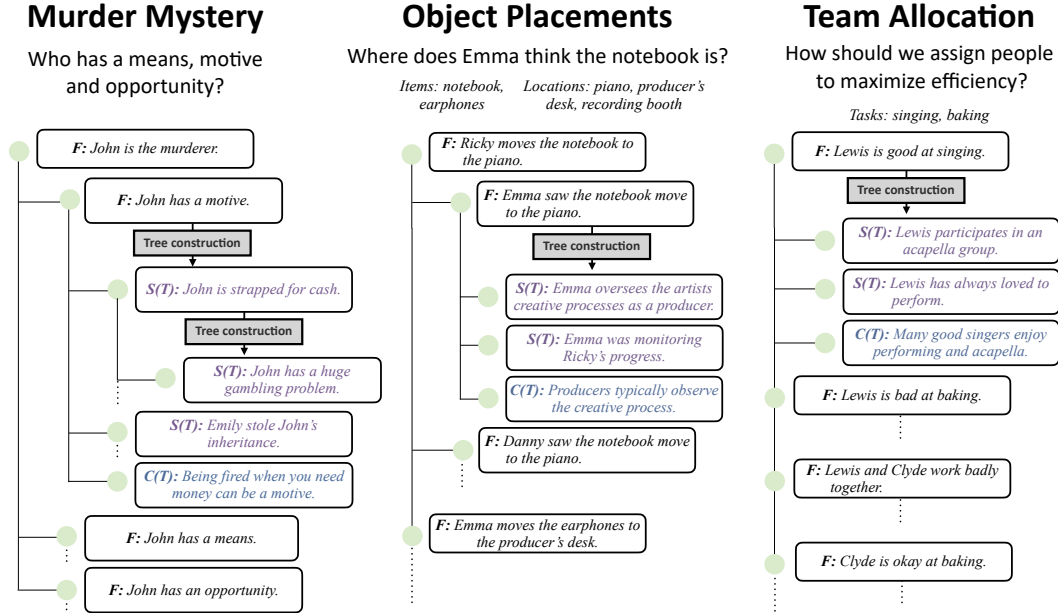 Murder Mystery
Who has a means, motive
and opportunity?
F: John is the murderer.
F: John has a motive.
Tree construction
S(T): John is strapped for cash.
Tree construction
S(T): John has a huge
gambling problem.
S(T): Emily stole John's
inheritance.
C(T): Being fired when you need
money can be a motive.
F: John has a means.
F: John has an opportunity.
Object Placements
Where does Emma think the notebook is?
Items: notebook,
earphones
Locations: piano, producer's
desk, recording booth
F: Ricky moves the notebook to
the piano.
F: Emma saw the notebook move
to the piano.
Tree construction
S(T): Emma oversees the artists
creative processes as a producer.
S(T): Emma was monitoring
Ricky's progress.
C(T): Producers typically observe
the creative process.
F: Danny saw the notebook move
to the piano.
F: Emma moves the earphones to
the producer's desk.
Team Allocation
How should we assign people
to maximize efficiency?
Tasks: singing, baking
F: Lewis is good at singing.
Tree construction
S(T): Lewis participates in an
acapella group.
S(T): Lewis has always loved to
perform.
C(T): Many good singers enjoy
performing and acapella.
F: Lewis is bad at baking.
F: Lewis and Clyde work badly
together.
F: Clyde is okay at baking.